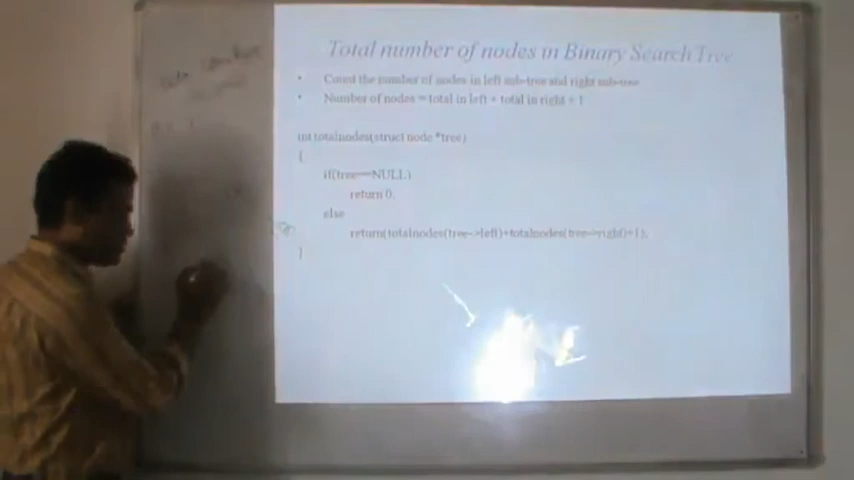 Total number of nodes in Binary Search Tree
• Count the number of nodes in left sub-tree and right sub-tree
• Number of nodes = total in left + total in right + 1
int totalnodes(struct node *tree)
{
if(tree==NULL)
return 0;
else
return(totalnodes(tree->left)+totalnodes(tree->right)+1);
}